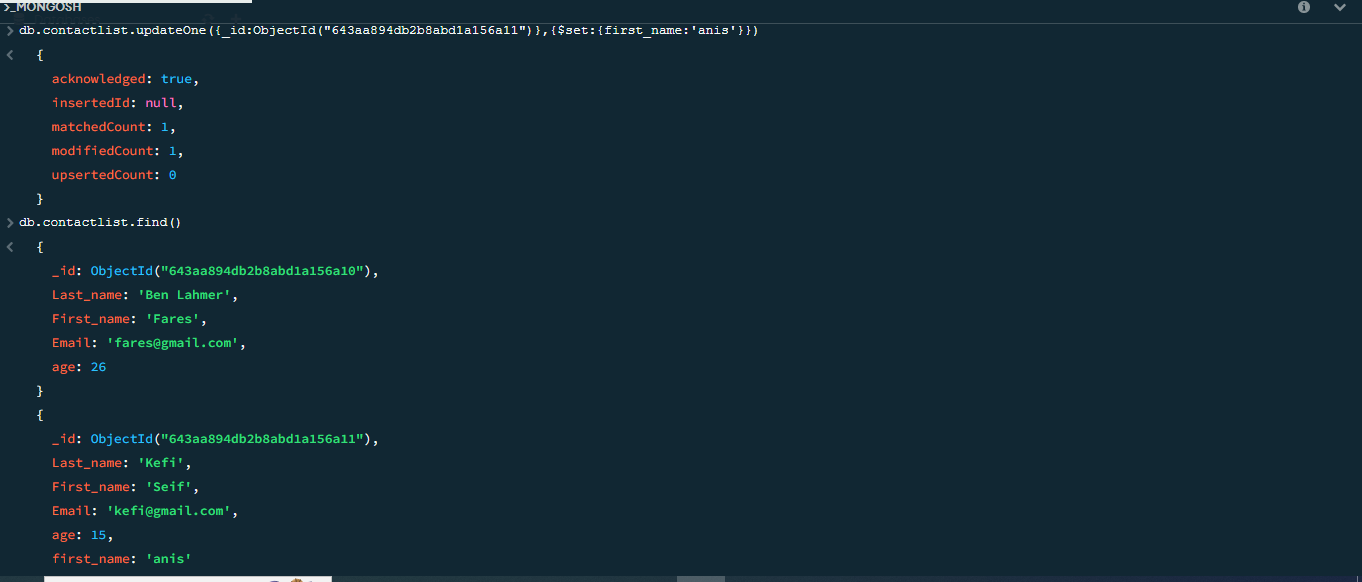 >_MONGOSH
> db.contactlist.updateOne({_id:ObjectId("643aa894db2b8abd1a156a11")},{$set:{first_name:'anis'}})
< {
acknowledged: true,
insertedId: null,
matchedCount: 1,
modifiedCount: 1,
upsertedCount: 0
}
> db.contactlist.find()
< {
_id: ObjectId("643aa894db2b8abd1a156a10"),
Last_name: 'Ben Lahmer',
First_name: 'Fares',
Email: 'fares@gmail.com',
age: 26
}
{
_id: ObjectId("643aa894db2b8abd1a156a11"),
Last_name: 'Kefi',
First_name: 'Seif',
Email: 'kefi@gmail.com',
age: 15,
first_name: 'anis'